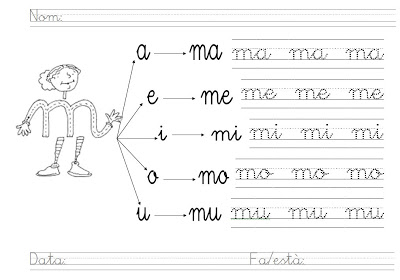 Nom:
a ma ma ma ma
e me me me me
m i mi mi mi mi
o mo mo mo mo
u mu mu mu mu
Data: Fa/està: